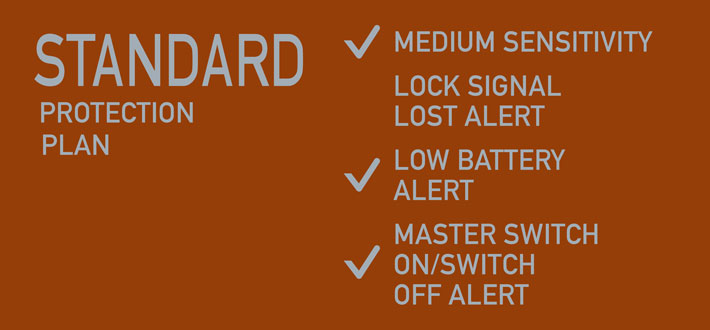 STANDARD
PROTECTION
PLAN
MEDIUM SENSITIVITY
LOCK SIGNAL
LOST ALERT
LOW BATTERY
ALERT
MASTER SWITCH
ON/SWITCH
OFF ALERT